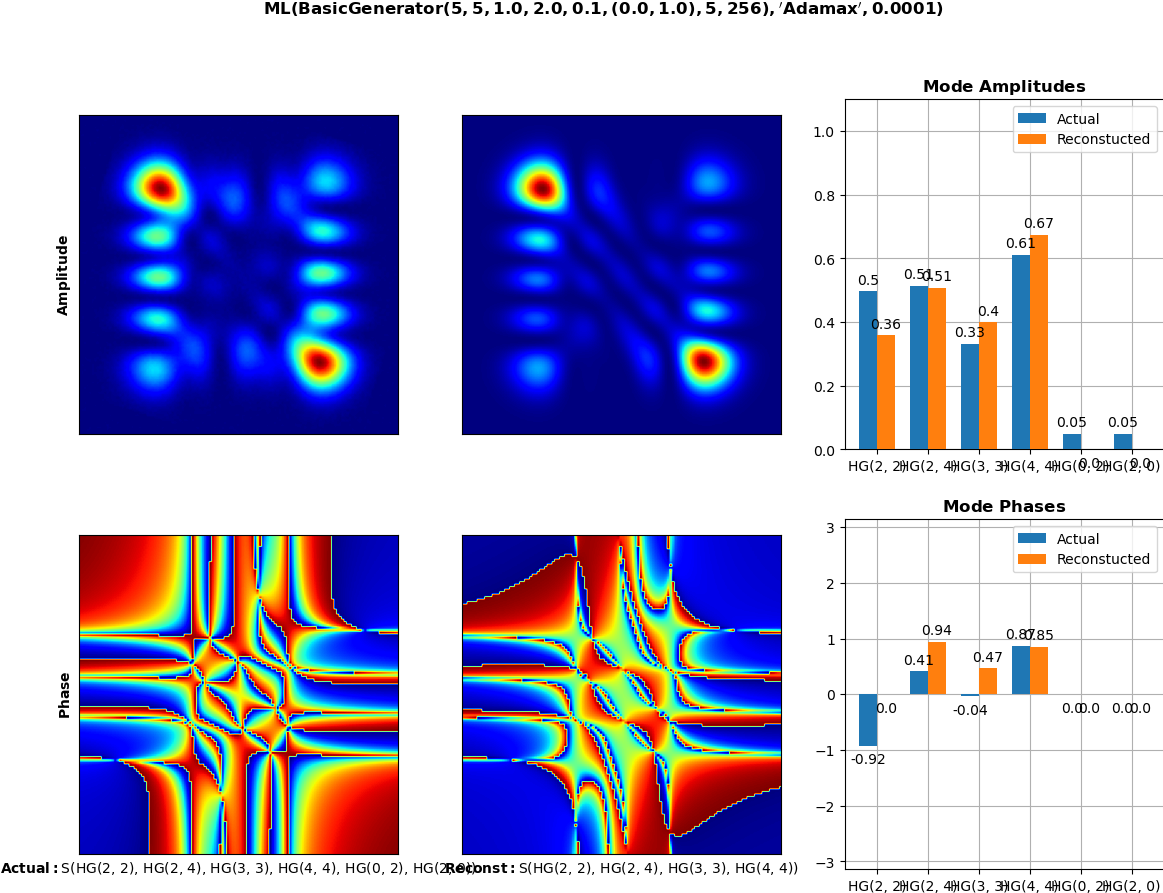 ML(BasicGenerator(5, 5, 1.0, 2.0, 0.1, (0.0, 1.0), 5, 256), ′Adamax′, 0.0001)
Amplitude
Mode Amplitudes
Actual
Reconstucted
1.0
0.8
0.6
0.4
0.2
0.0
0.5
0.36
0.51
0.51
0.33
0.4
0.61
0.67
0.05
0.0
0.05
0.0
HG(2, 2)
HG(2, 4)
HG(3, 3)
HG(4, 4)
HG(0, 2)
HG(2, 0)
Phase
Mode Phases
Actual
Reconstucted
3
2
1
0
−1
−2
−3
-0.92
0.0
0.41
0.94
-0.04
0.47
0.87
0.85
0.0
0.0
0.0
0.0
HG(2, 2)
HG(2, 4)
HG(3, 3)
HG(4, 4)
HG(0, 2)
HG(2, 0)
Actual: S(HG(2, 2), HG(2, 4), HG(3, 3), HG(4, 4), HG(0, 2), HG(2, 0))
Reconst: S(HG(2, 2), HG(2, 4), HG(3, 3), HG(4, 4))